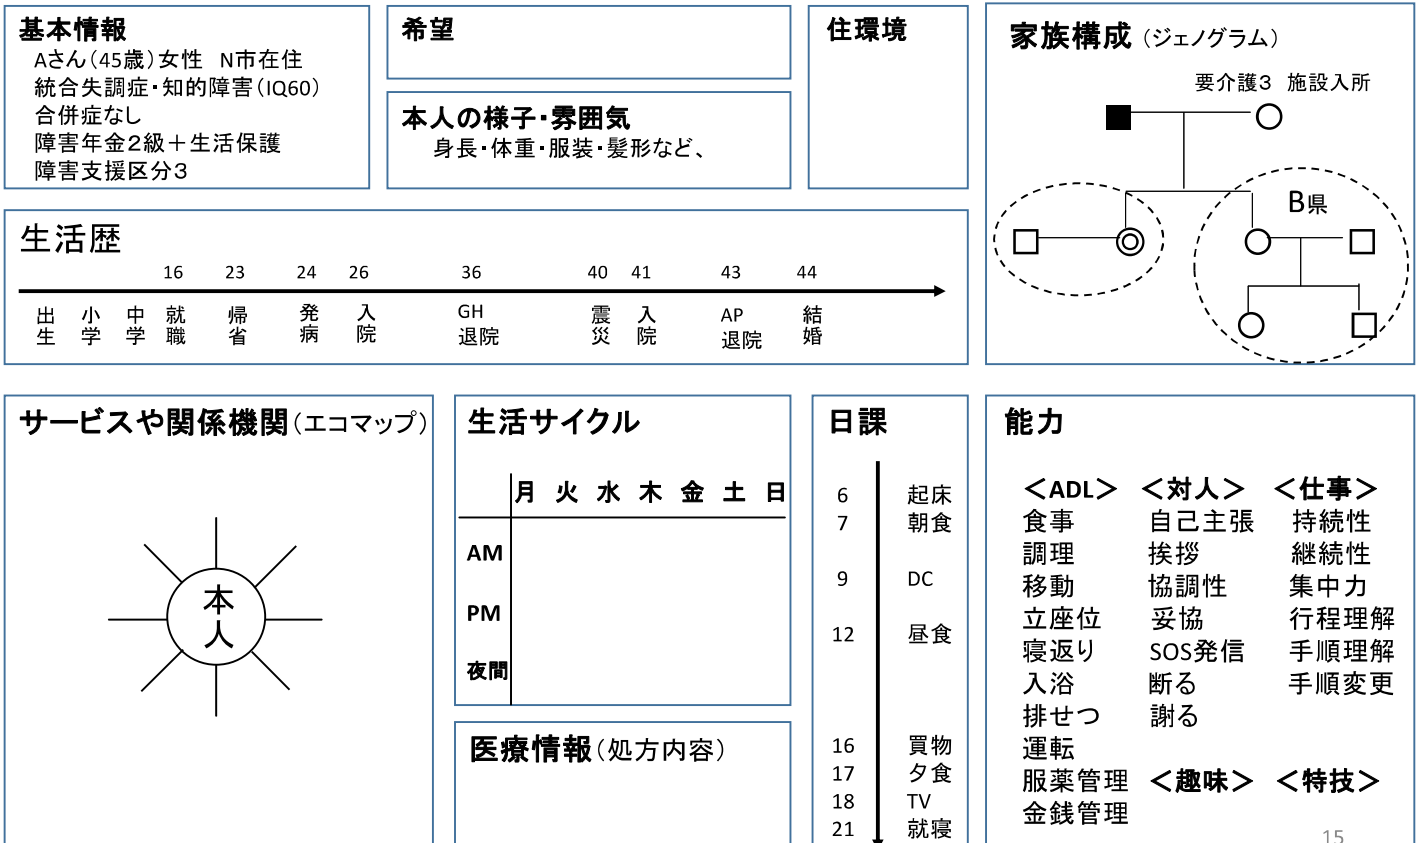 基本情報
Aさん(45歳)女性 N市在住
統合失調症・知的障害(IQ60)
合併症なし
障害年金2級+生活保護
障害支援区分3
希望
本人の様子・雰囲気
身長・体重・服装・髪形など、
住環境
家族構成(ジェノグラム)
要介護3 施設入所
B県
生活歴
16 23 24 26 36 40 41 43 44
出生 小学 中学 就職 帰省 発病 入院 GH退院 震災 入院 AP退院 結婚
サービスや関係機関(エコマップ)
本人
生活サイクル
月 火 水 木 金 土 日
AM
PM
夜間
医療情報(処方内容)
日課
6 起床
7 朝食
9 DC
12 昼食
16 買物
17 夕食
18 TV
21 就寝
能力
<ADL> <対人> <仕事>
食事 自己主張 持続性
調理 挨拶 継続性
移動 協調性 集中力
立座位 妥協 行程理解
寝返り SOS発信 手順理解
入浴 断る 手順変更
排せつ 謝る
運転
服薬管理 <趣味> <特技>
金銭管理
15